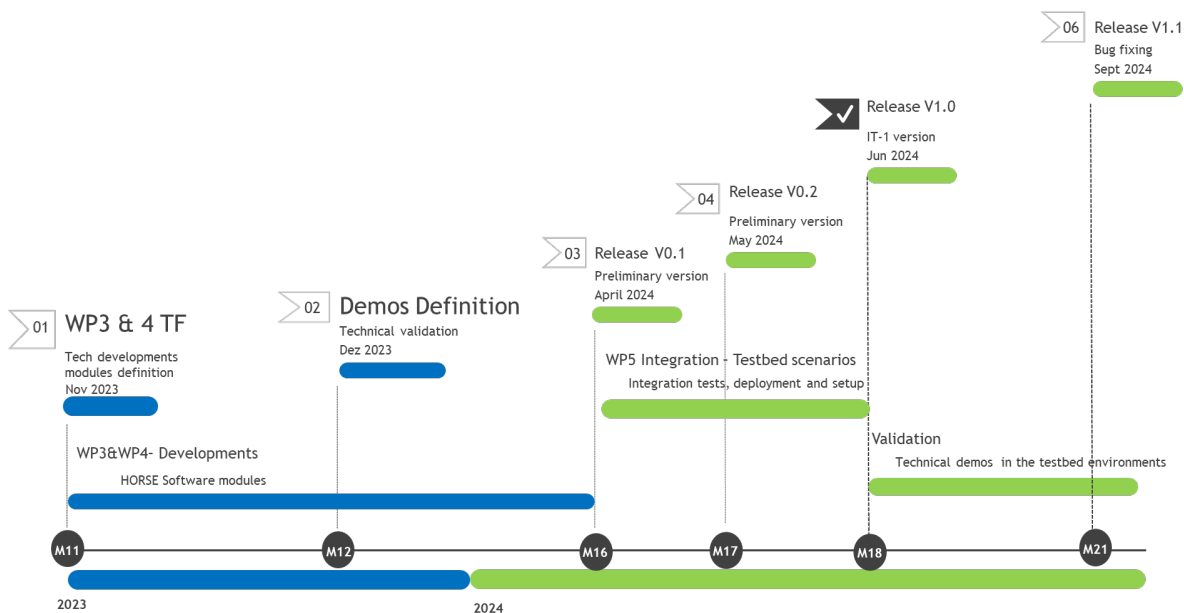 06
Release V1.1
Bug fixing
Sept 2024
Release V1.0
IT-1 version
Jun 2024
04
Release V0.2
Preliminary version
May 2024
03
Release V0.1
Preliminary version
April 2024
02
Demos Definition
Technical validation
Dez 2023
01
WP3 & 4 TF
Tech developments
modules definition
Nov 2023
WP5 Integration - Testbed scenarios
Integration tests, deployment and setup
Validation
Technical demos in the testbed environments
WP3&WP4- Developments
HORSE Software modules
M11
M12
M16
M17
M18
M21
2023
2024